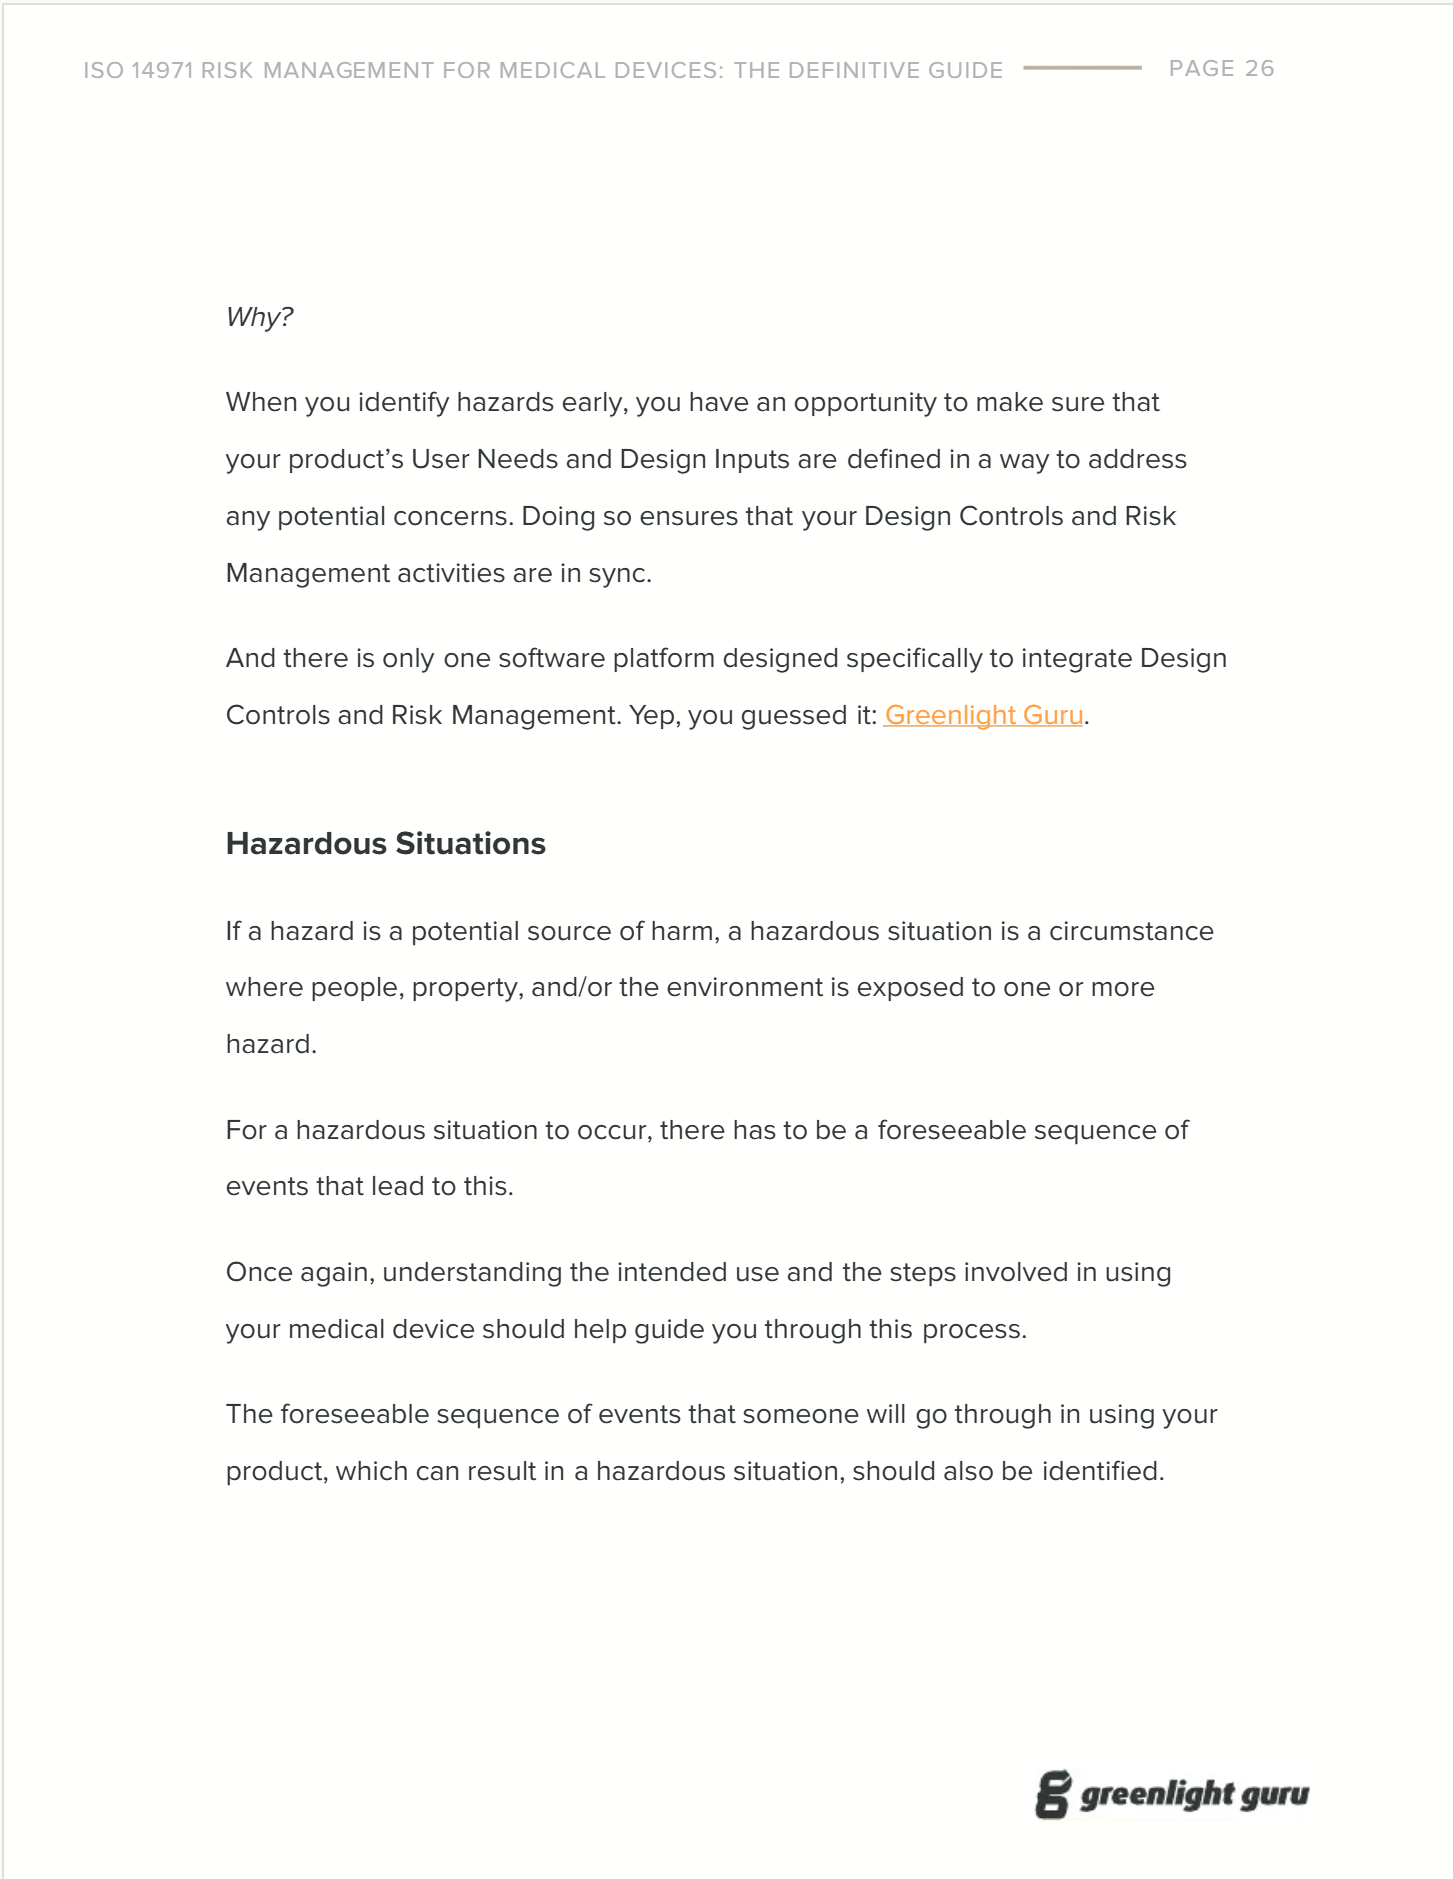 ISO 14971 RISK MANAGEMENT FOR MEDICAL DEVICES: THE DEFINITIVE GUIDE PAGE 26
Why?
When you identify hazards early, you have an opportunity to make sure that
your product’s User Needs and Design Inputs are defined in a way to address
any potential concerns. Doing so ensures that your Design Controls and Risk
Management activities are in sync.
And there is only one software platform designed specifically to integrate Design
Controls and Risk Management. Yep, you guessed it: Greenlight Guru.
Hazardous Situations
If a hazard is a potential source of harm, a hazardous situation is a circumstance
where people, property, and/or the environment is exposed to one or more
hazard.
For a hazardous situation to occur, there has to be a foreseeable sequence of
events that lead to this.
Once again, understanding the intended use and the steps involved in using
your medical device should help guide you through this process.
The foreseeable sequence of events that someone will go through in using your
product, which can result in a hazardous situation, should also be identified.
greenlight guru